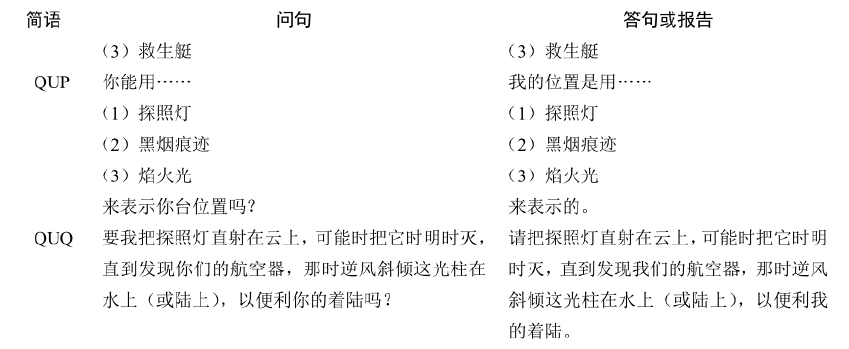 简语 问句 答句或报告
（3）救生艇 （3）救生艇
QUP 你能用…… 我的位置是用……
（1）探照灯 （1）探照灯
（2）黑烟痕迹 （2）黑烟痕迹
（3）焰火光 （3）焰火光
来表示你台位置吗？ 来表示的。
QUQ 要我把探照灯直射在云上，可能时把它时明时灭， 请把探照灯直射在云上，可能时把它时明
直到发现你们的航空器，那时逆风斜倾这光柱在 时灭，直到发现我们的航空器，那时逆风
水上（或陆上），以便利你的着陆吗？ 斜倾这光柱在水上（或陆上），以便利我
的着陆。